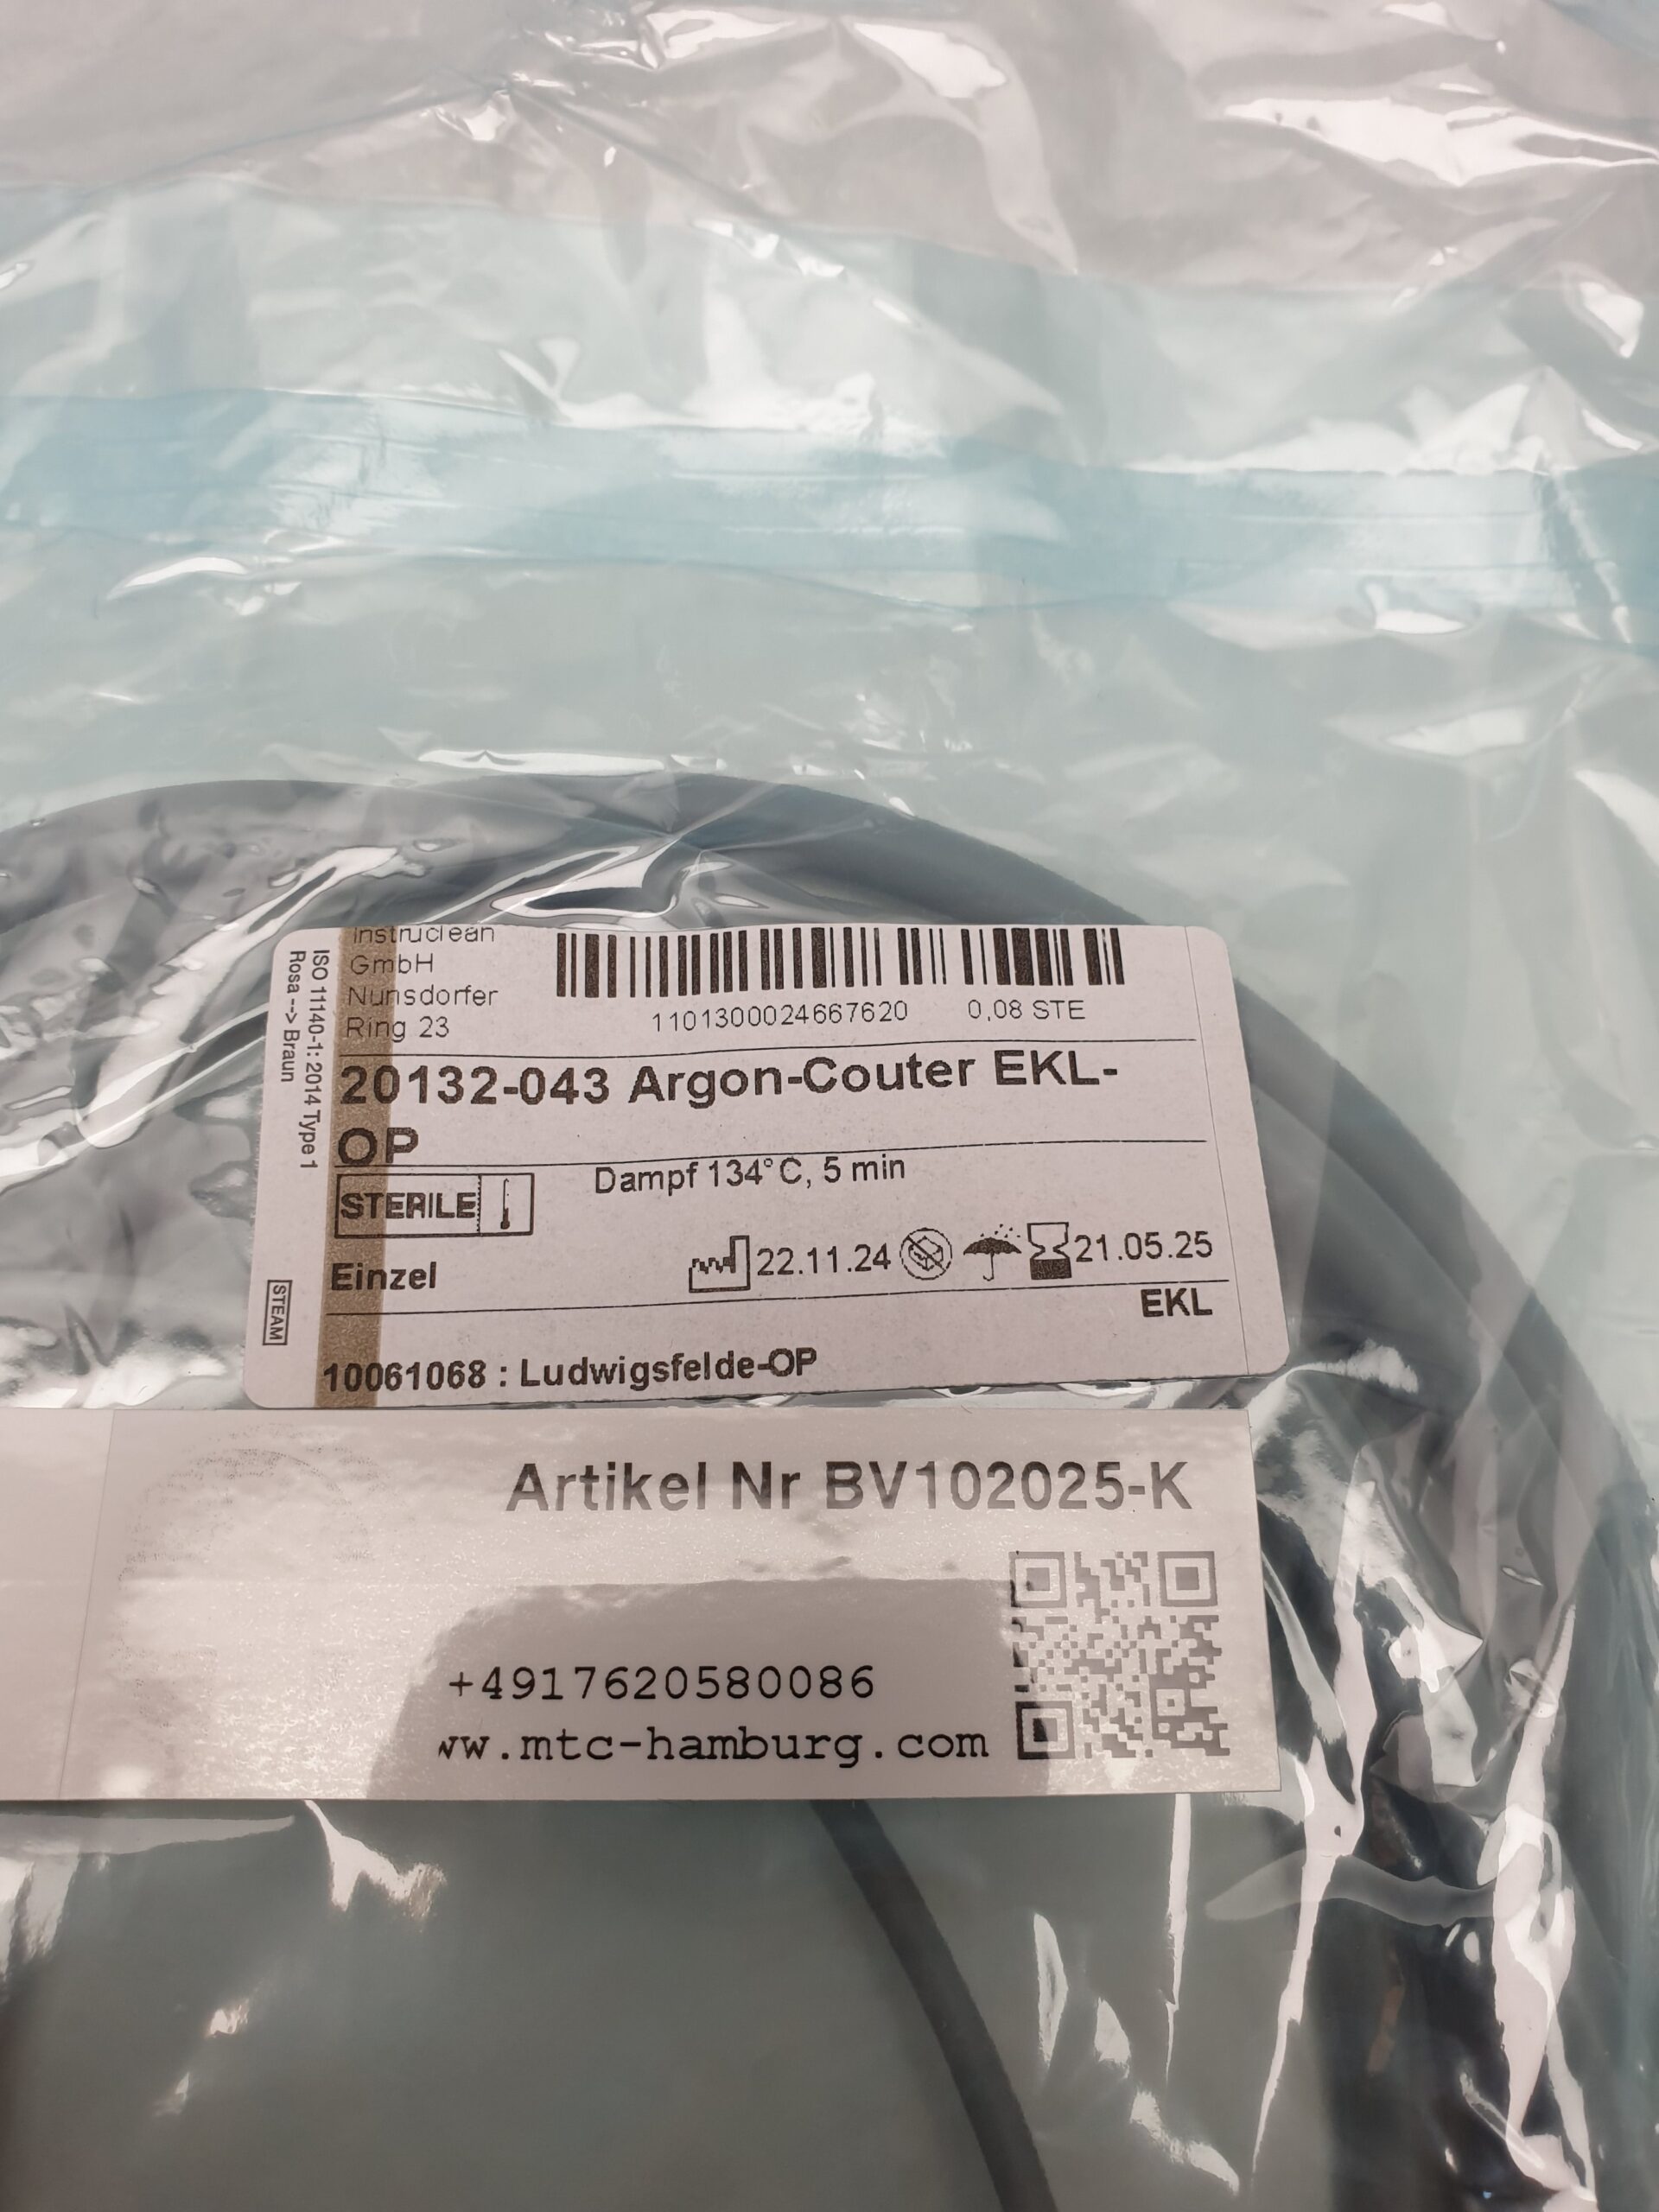 instruclean
GmbH
Nunsdorfer
Ring 23
1101300024667620 0,08 STE
ISO 11140-1: 2014 Type 1
Rosa --> Braun
20132-043 Argon-Couter EKL-
OP
STERILE
Dampf 134°C, 5 min
Einzel
22.11.24 21.05.25
STEAM
EKL
10061068 : Ludwigsfelde-OP
Artikel Nr BV102025-K
+4917620580086
ww.mtc-hamburg.com